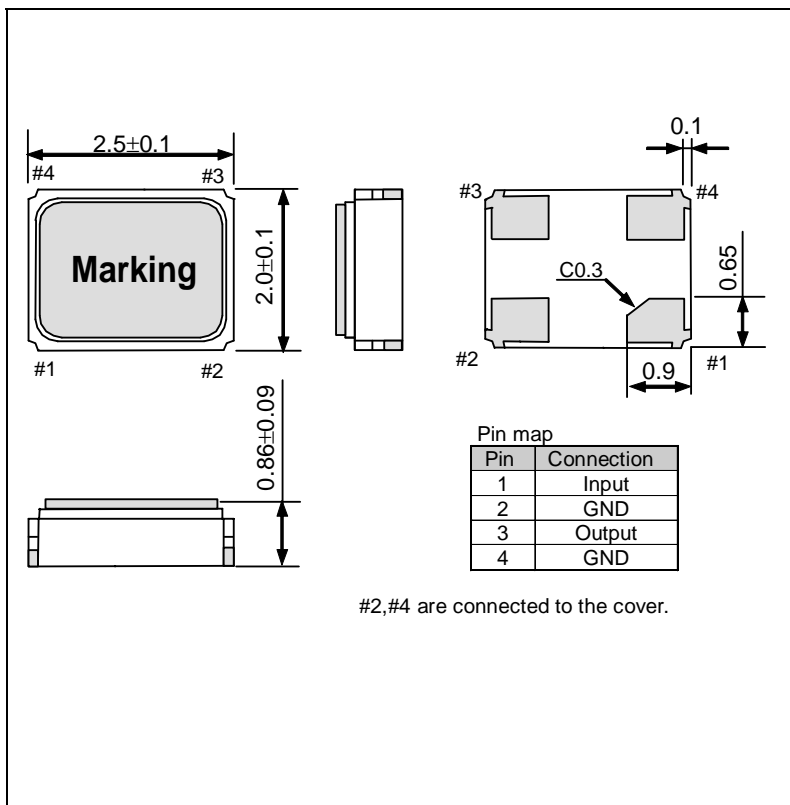 2.5±0.1
#4
#3
Marking
2.0±0.1
#1
#2
0.86±0.09
0.1
#3
#4
C0.3
0.65
#2
0.9
#1
Pin map
Pin Connection
1 Input
2 GND
3 Output
4 GND
#2,#4 are connected to the cover.